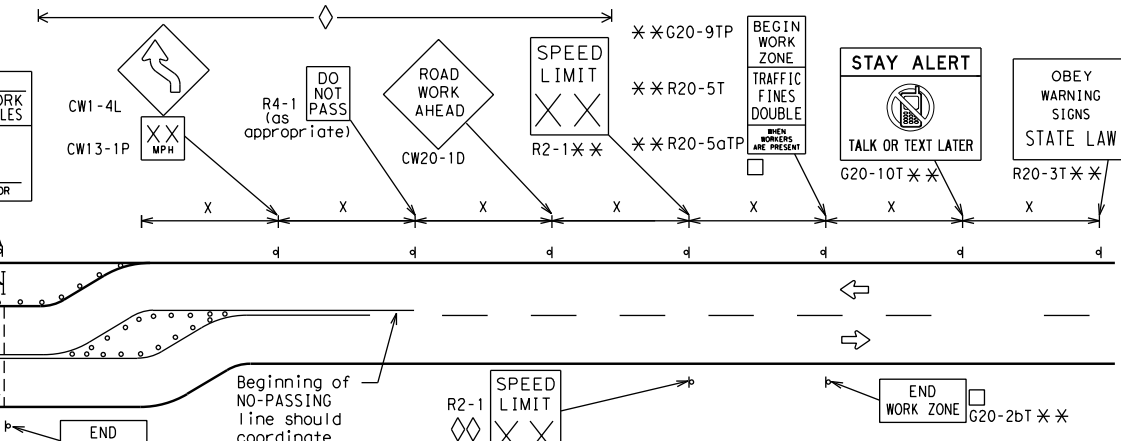 ORK
LES
OR
CW1-4L
CW13-1P
XX
MPH
R4-1
(as
appropriate)
DO
NOT
PASS
ROAD
WORK
AHEAD
CW20-1D
SPEED
LIMIT
X X
R2-1**
**G20-9TP
**R20-5T
**R20-5aTP
BEGIN
WORK
ZONE
TRAFFIC
FINES
DOUBLE
WHEN
WORKERS
ARE PRESENT
STAY ALERT
TALK OR TEXT LATER
G20-10T**
OBEY
WARNING
SIGNS
STATE LAW
R20-3T**
X X X X X X X
Beginning of
NO-PASSING
line should
coordinate
R2-1
SPEED
LIMIT
X X
END
WORK ZONE
G20-2bT**
END